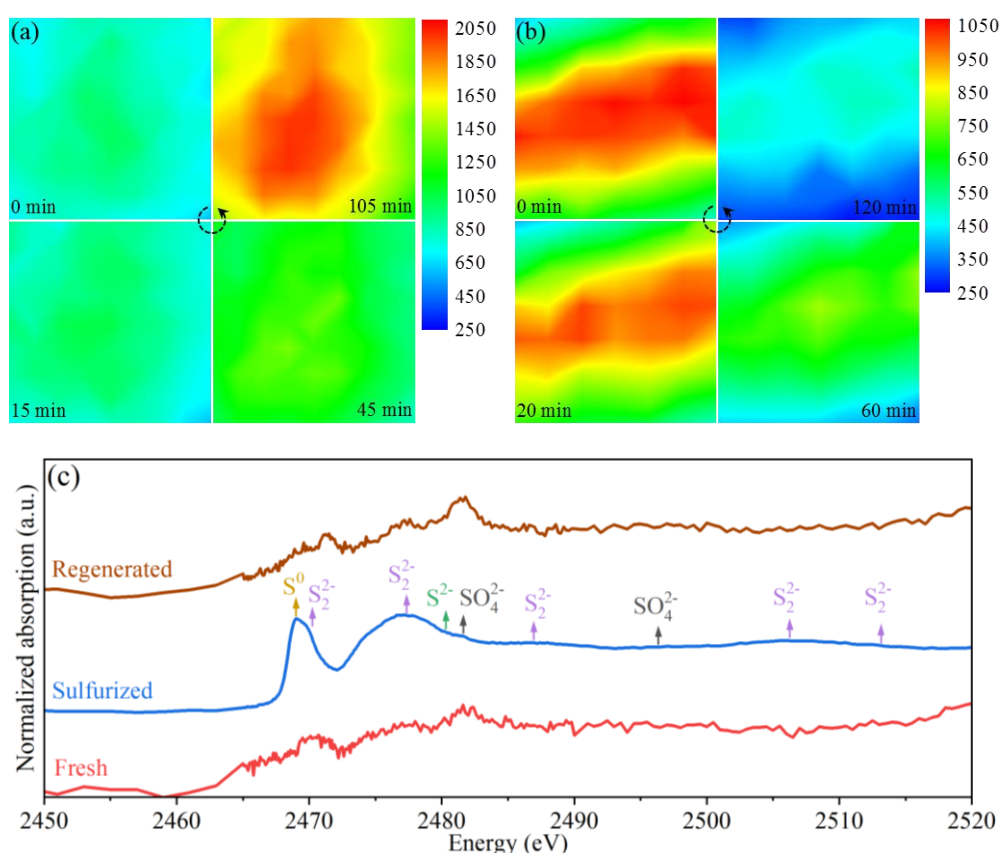 (a)
0 min
105 min
15 min
45 min
2050
1850
1650
1450
1250
1050
850
650
450
250
(b)
0 min
120 min
20 min
60 min
1050
950
850
750
650
550
450
350
250
(c)
Normalized absorption (a.u.)
Regenerated
S⁰
S₂²⁻
S₂²⁻
S²⁻
SO₄²⁻
S₂²⁻
SO₄²⁻
S₂²⁻
S₂²⁻
Sulfurized
Fresh
2450 2460 2470 2480 2490 2500 2510 2520
Energy (eV)